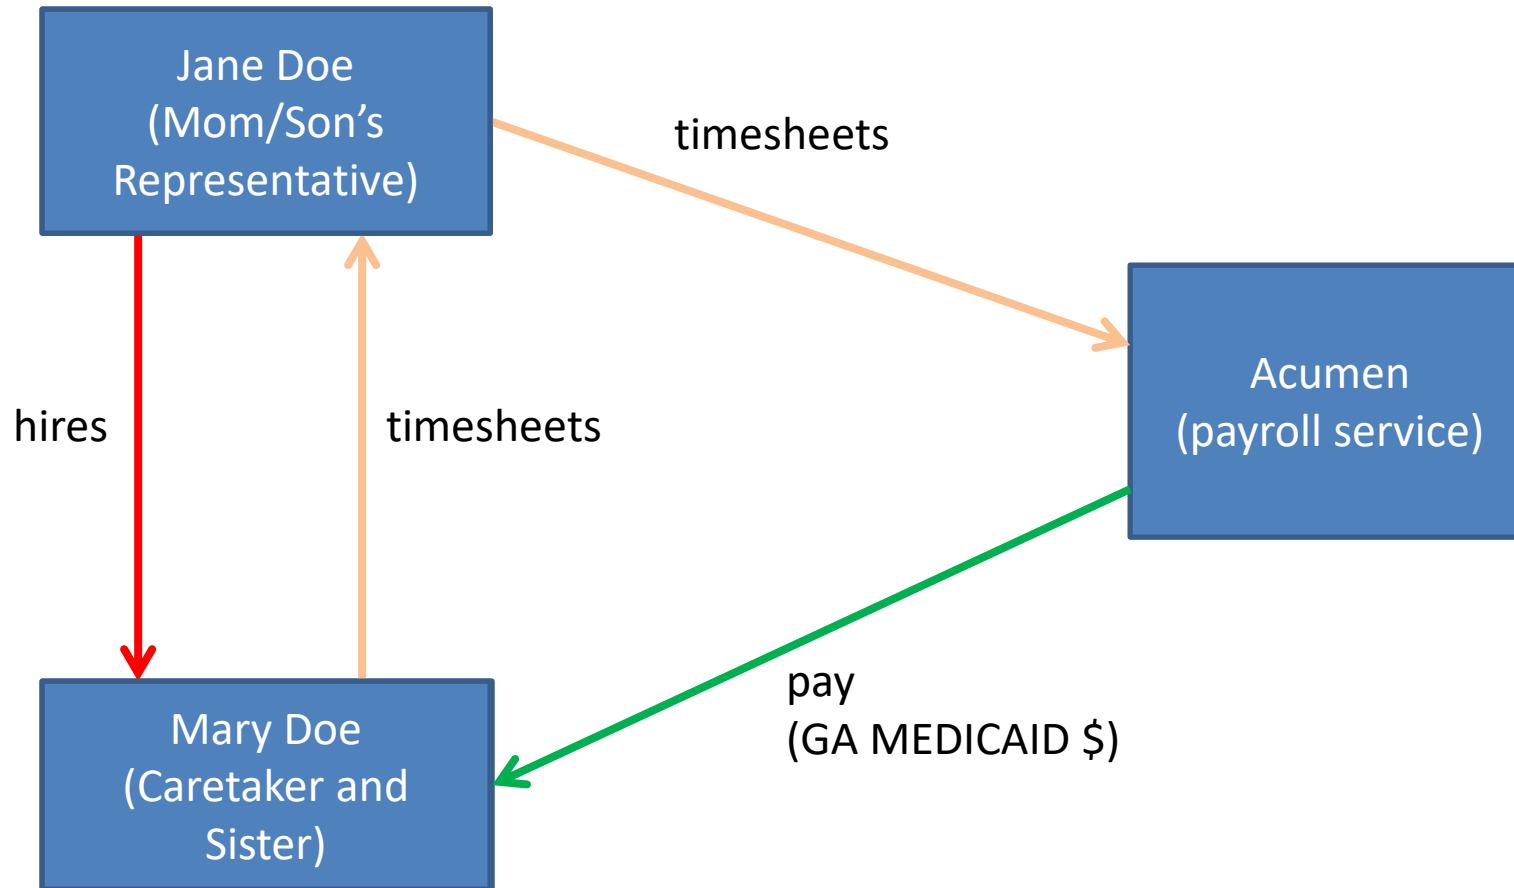 Jane Doe
(Mom/Son’s
Representative)
timesheets
Acumen
(payroll service)
hires
timesheets
pay
(GA MEDICAID $)
Mary Doe
(Caretaker and
Sister)